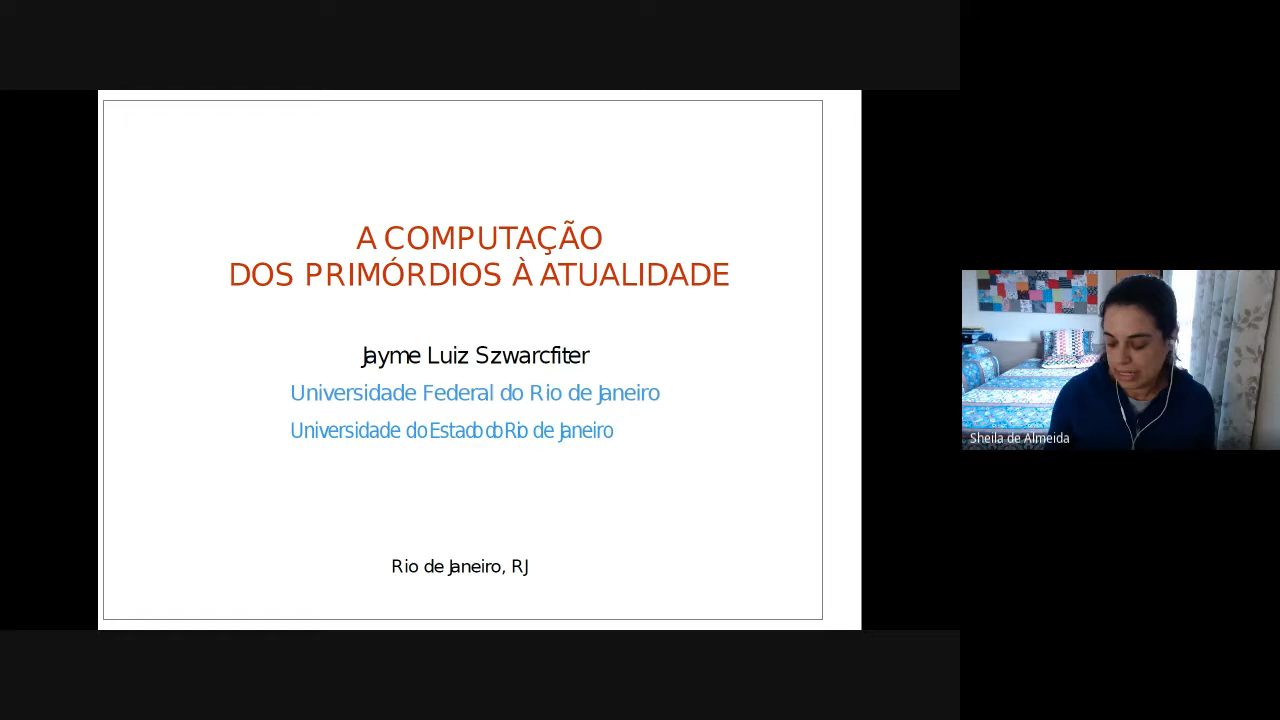 A COMPUTAÇÃO
DOS PRIMÓRDIOS À ATUALIDADE
Jayme Luiz Szwarcfiter
Universidade Federal do Rio de Janeiro
Universidade do Estado do Rio de Janeiro
Rio de Janeiro, RJ
Sheila de Almeida